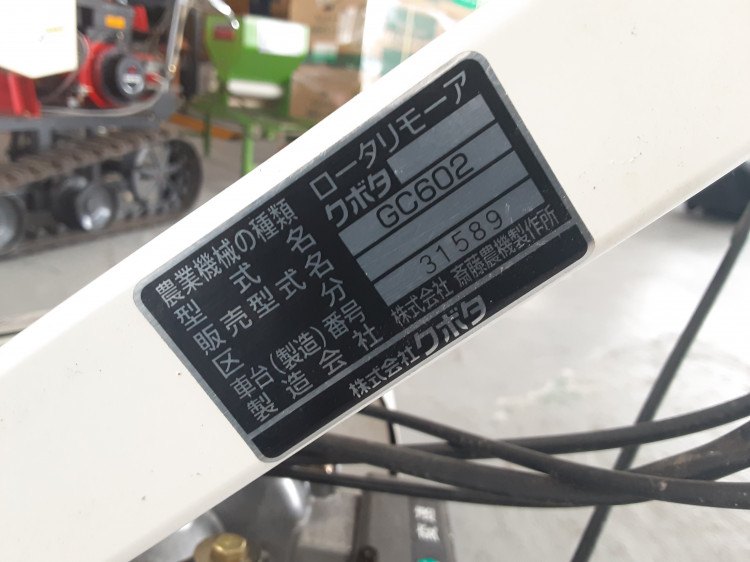 農業機械の種類 ロータリモーア
型式名 クボタ
販売型式名 GC602
区分
車台(製造)番号 31589
製造会社 株式会社 斎藤農機製作所
株式会社クボタ